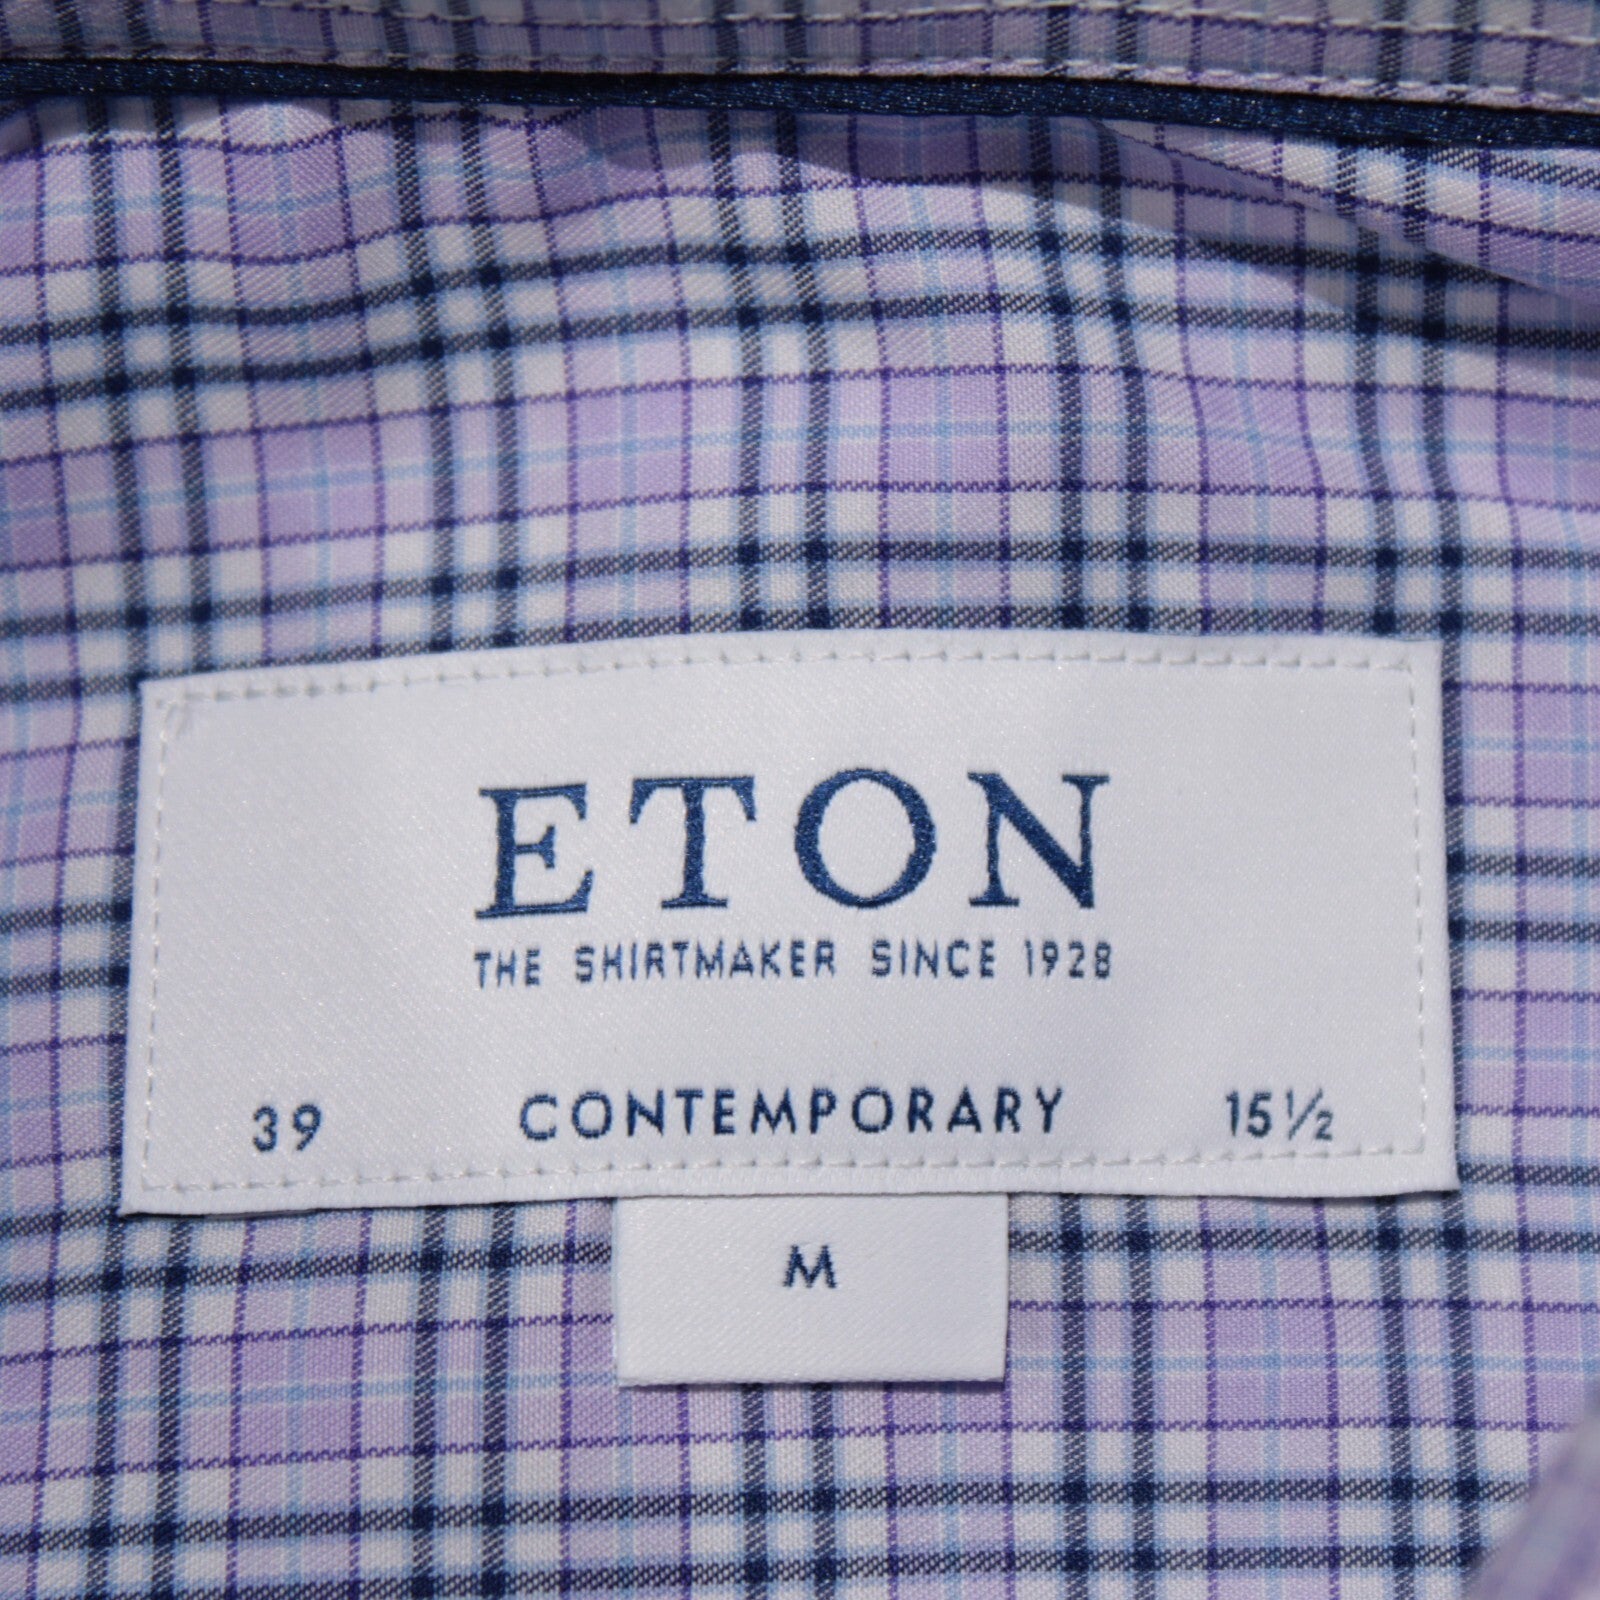 ETON
THE SHIRTMAKER SINCE 1928
39 CONTEMPORARY 15½
M